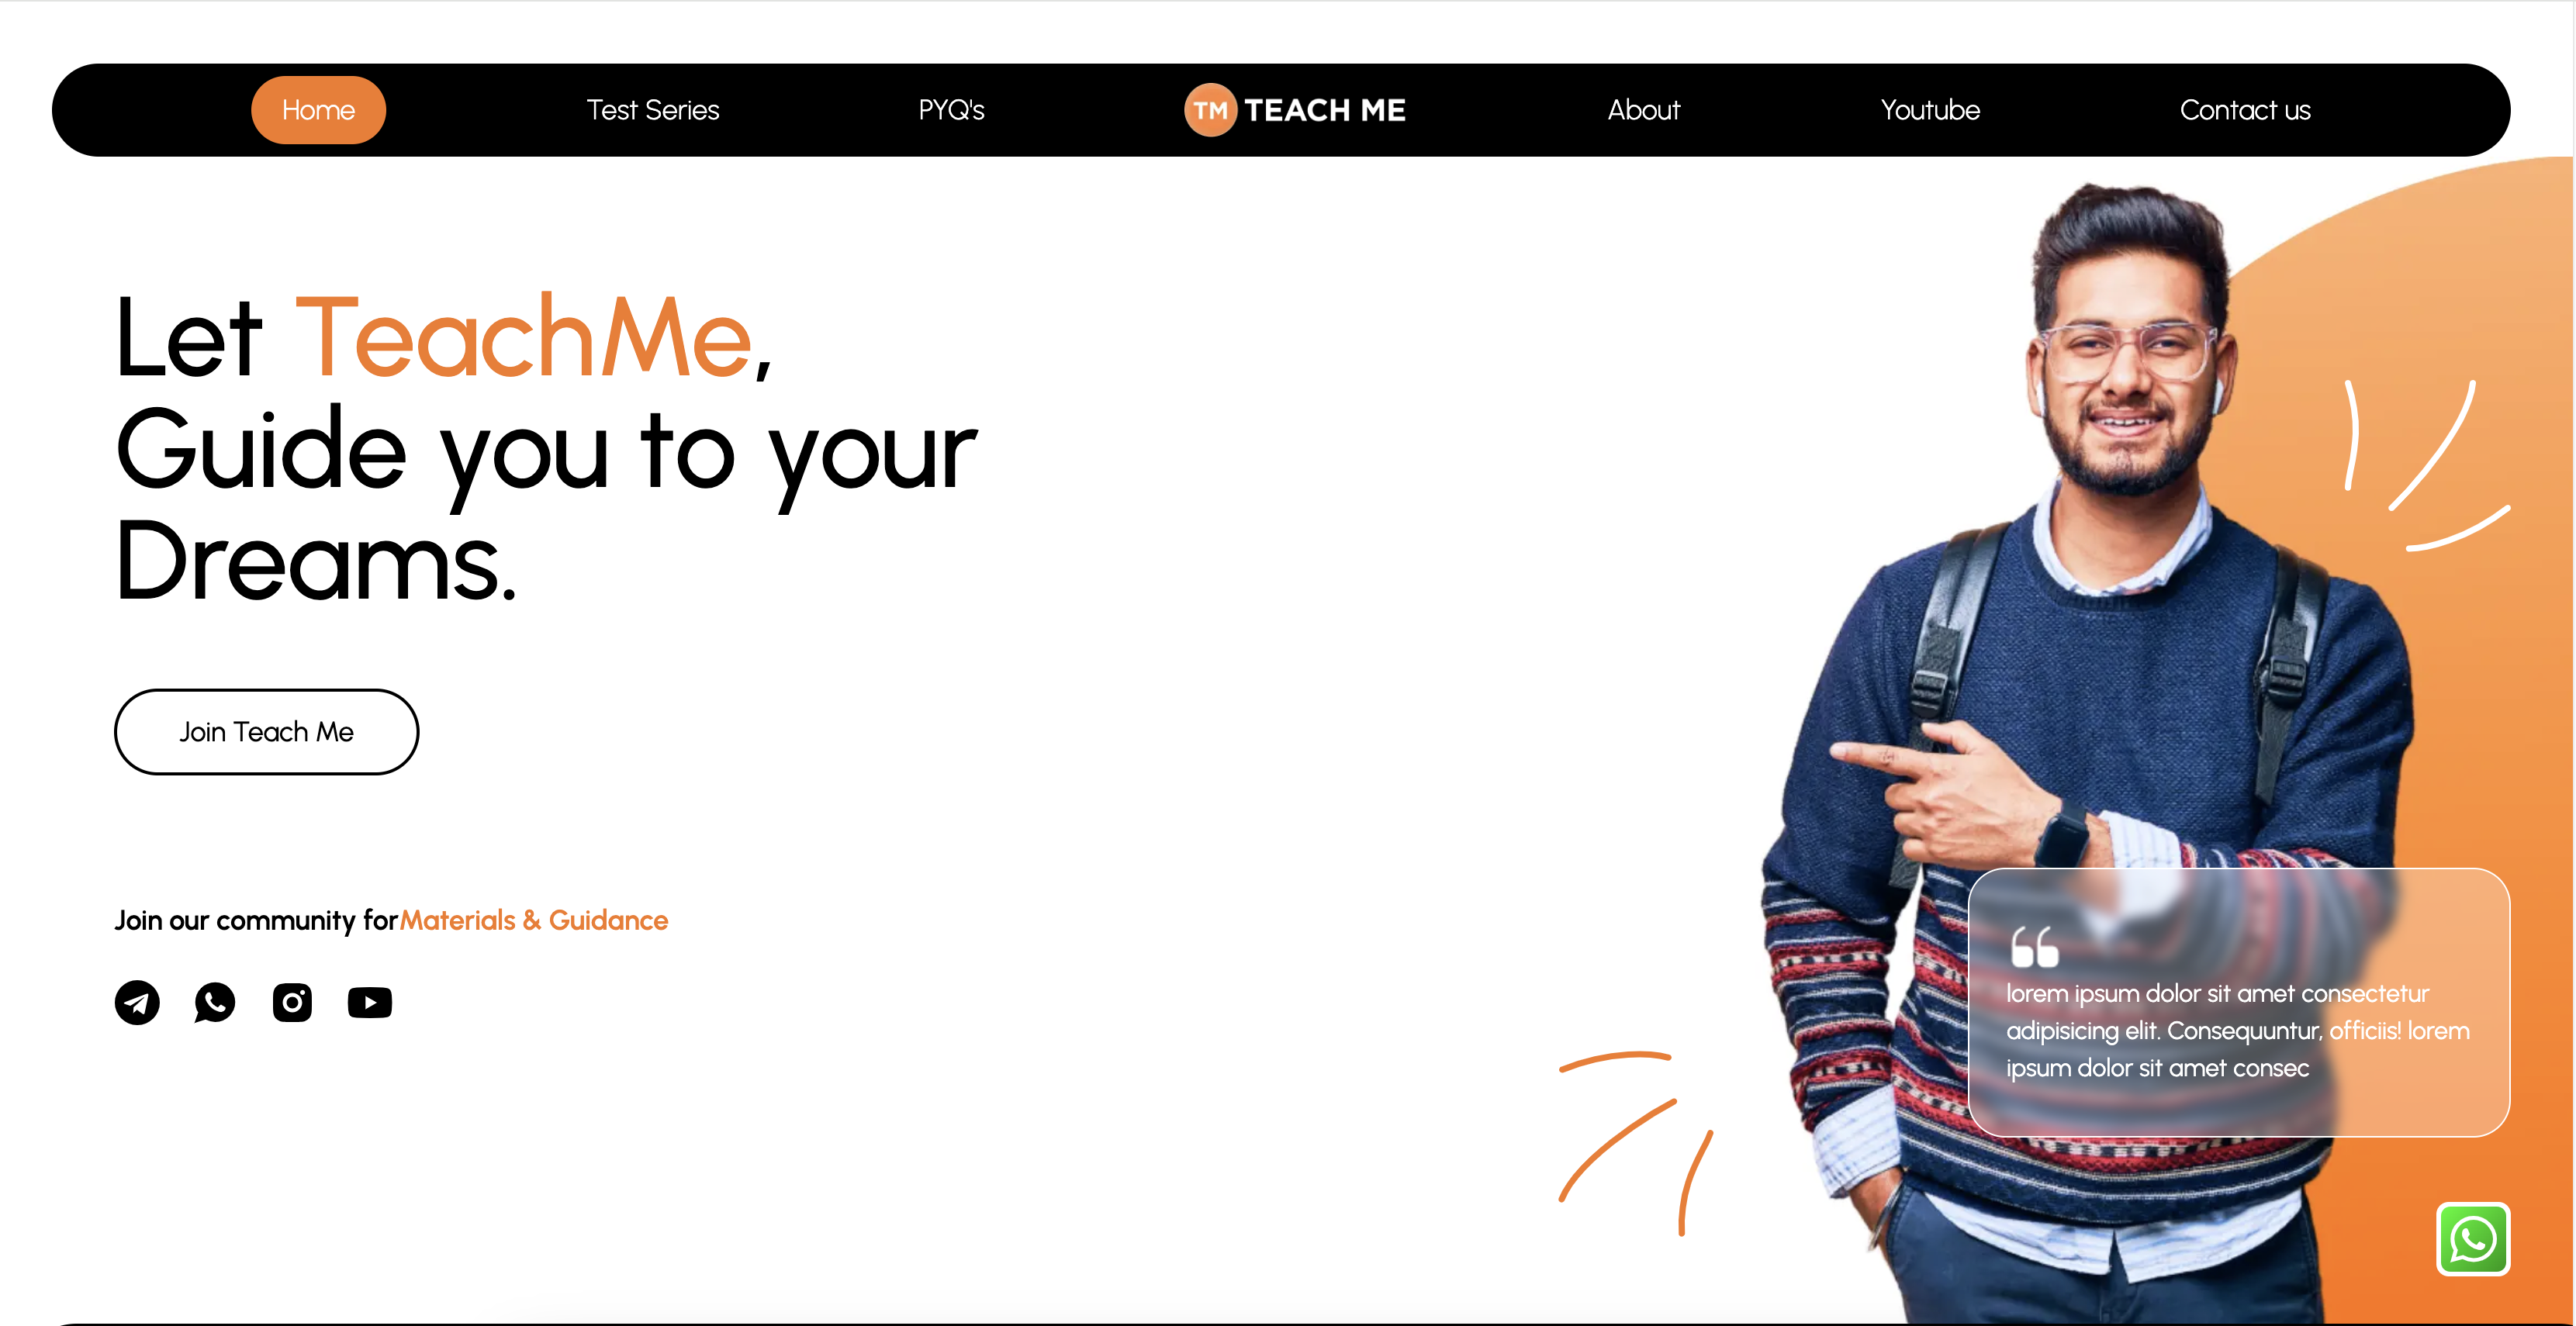 Home
Test Series
PYQ's
TM TEACH ME
About
Youtube
Contact us
Let TeachMe,
Guide you to your
Dreams.
Join Teach Me
Join our community forMaterials & Guidance
lorem ipsum dolor sit amet consectetur
adipisicing elit. Consequuntur, officiis! lorem
ipsum dolor sit amet consec